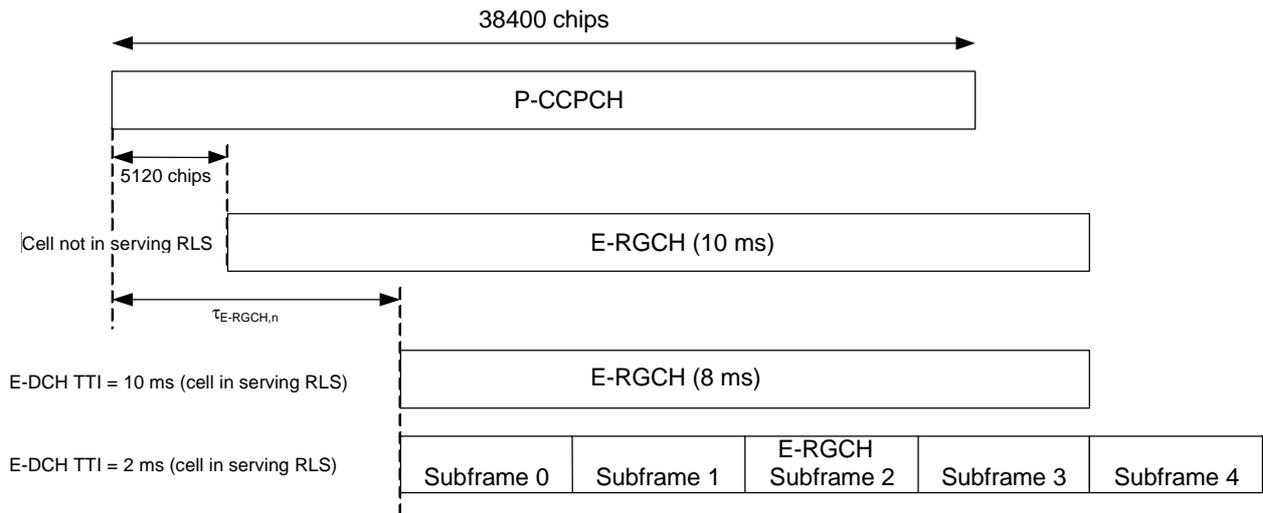 38400 chips
P-CCPCH
5120 chips
Cell not in serving RLS
E-RGCH (10 ms)
τE-RGCH,n
E-DCH TTI = 10 ms (cell in serving RLS)
E-RGCH (8 ms)
E-DCH TTI = 2 ms (cell in serving RLS)
E-RGCH
Subframe 0 Subframe 1 Subframe 2 Subframe 3 Subframe 4